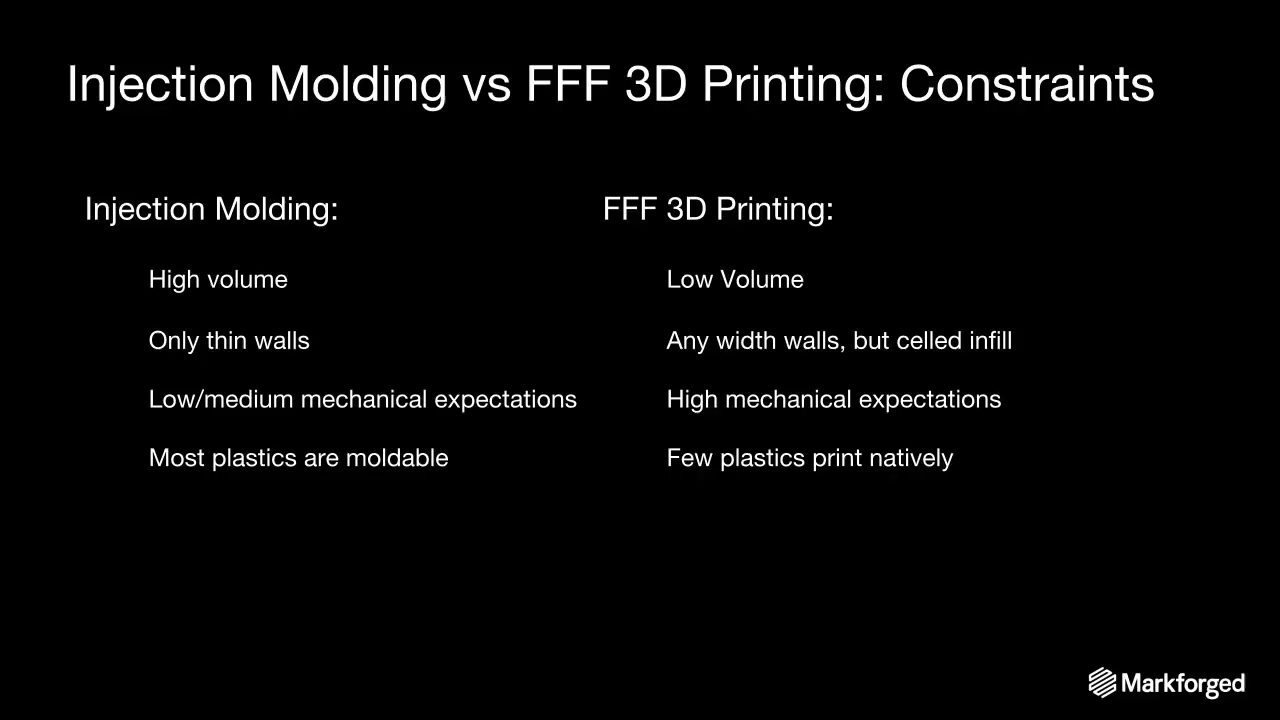 Injection Molding vs FFF 3D Printing: Constraints
Injection Molding:
High volume
Only thin walls
Low/medium mechanical expectations
Most plastics are moldable
FFF 3D Printing:
Low Volume
Any width walls, but celled infill
High mechanical expectations
Few plastics print natively
Markforged